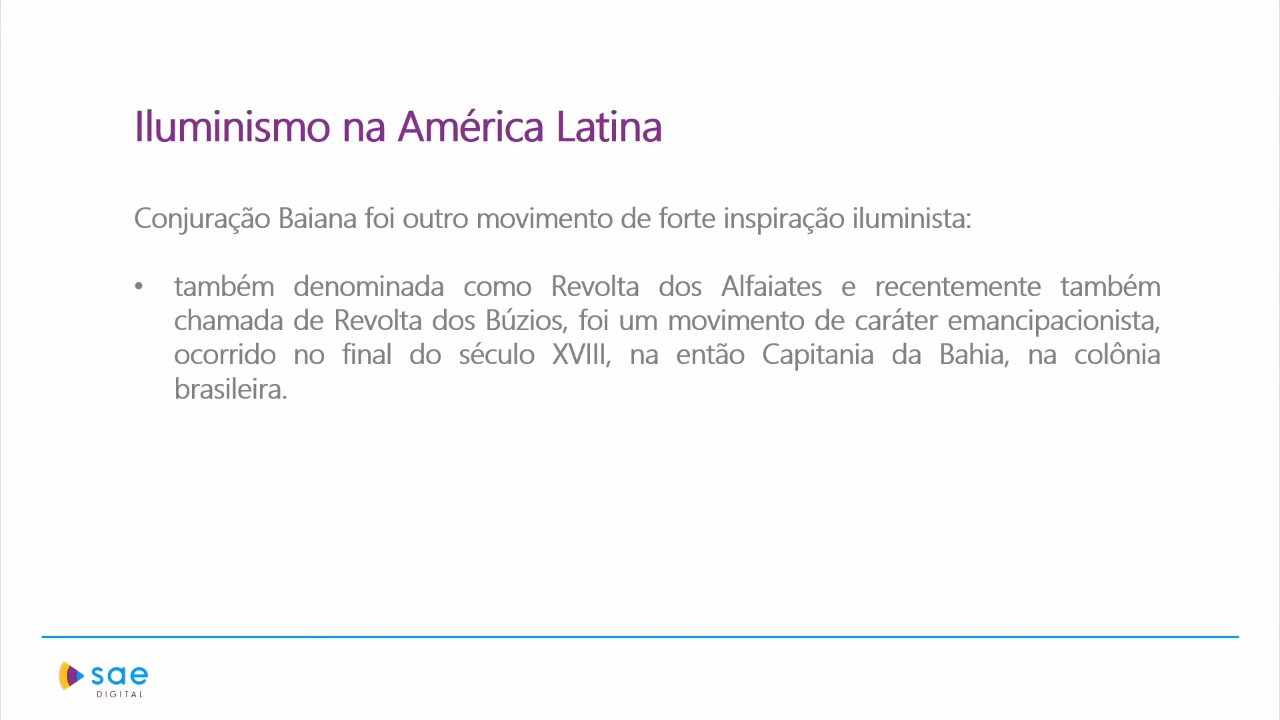 Iluminismo na América Latina
Conjuração Baiana foi outro movimento de forte inspiração iluminista:
• também denominada como Revolta dos Alfaiates e recentemente também
chamada de Revolta dos Búzios, foi um movimento de caráter emancipacionista,
ocorrido no final do século XVIII, na então Capitania da Bahia, na colônia
brasileira.
sae
DIGITAL